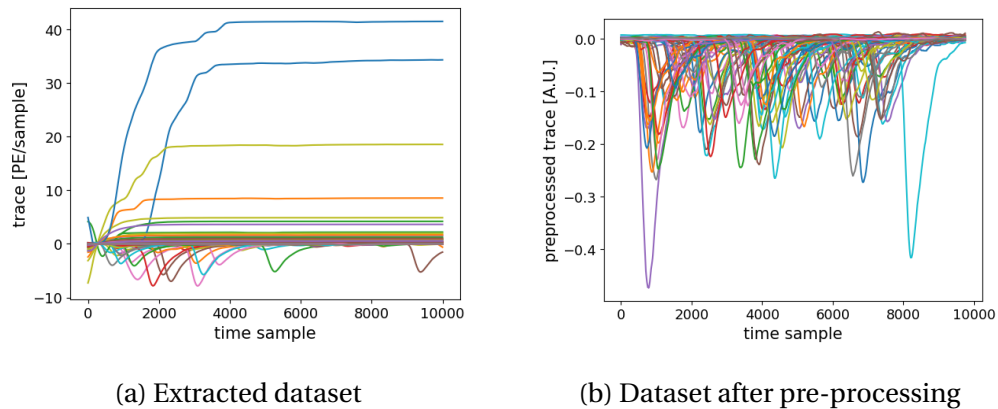 trace [PE/sample]
40
30
20
10
0
−10
0 2000 4000 6000 8000 10000
time sample
(a) Extracted dataset
preprocessed trace [A.U.]
0.0
−0.1
−0.2
−0.3
−0.4
0 2000 4000 6000 8000 10000
time sample
(b) Dataset after pre-processing